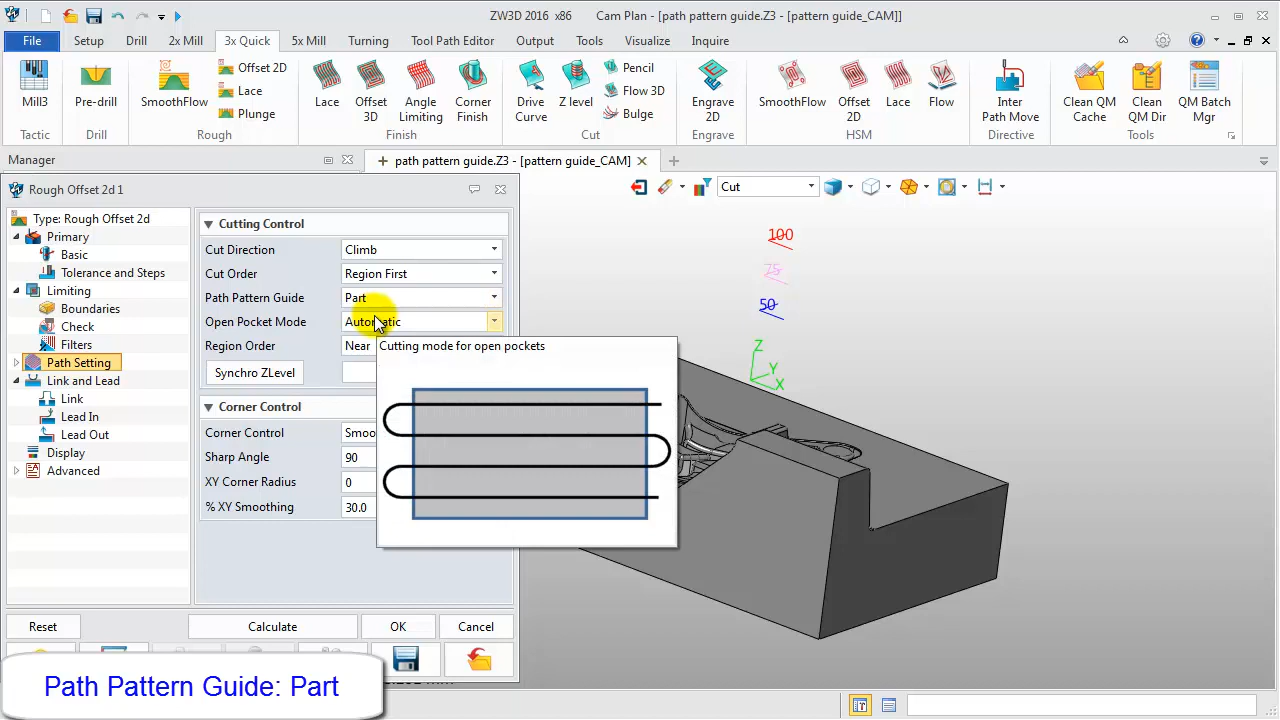 ZW3D 2016 x86 Cam Plan - [path pattern guide.Z3 - [pattern guide_CAM]]
File Setup Drill 2x Mill 3x Quick 5x Mill Turning Tool Path Editor Output Tools Visualize Inquire
Mill3 Pre-drill SmoothFlow Offset 2D Lace Plunge Lace Offset 3D Angle Limiting Corner Finish Drive Curve Z level Pencil Flow 3D Bulge Engrave 2D SmoothFlow Offset 2D Lace Flow Inter Path Move Clean QM Cache Clean QM Dir QM Batch Mgr
Tactic Drill Rough Finish Cut Engrave HSM Directive Tools
Manager path pattern guide.Z3 - [pattern guide_CAM]
Rough Offset 2d 1
Cut
Type: Rough Offset 2d
Primary
Basic
Tolerance and Steps
Limiting
Boundaries
Check
Filters
Path Setting
Link and Lead
Link
Lead In
Lead Out
Display
Advanced
Cutting Control
Cut Direction Climb
Cut Order Region First
Path Pattern Guide Part
Open Pocket Mode Automatic
Region Order Near
Synchro ZLevel
Corner Control
Corner Control Smoo
Sharp Angle 90
XY Corner Radius 0
% XY Smoothing 30.0
Cutting mode for open pockets
100
75
50
Z
Y
X
Reset Calculate OK Cancel
Path Pattern Guide: Part